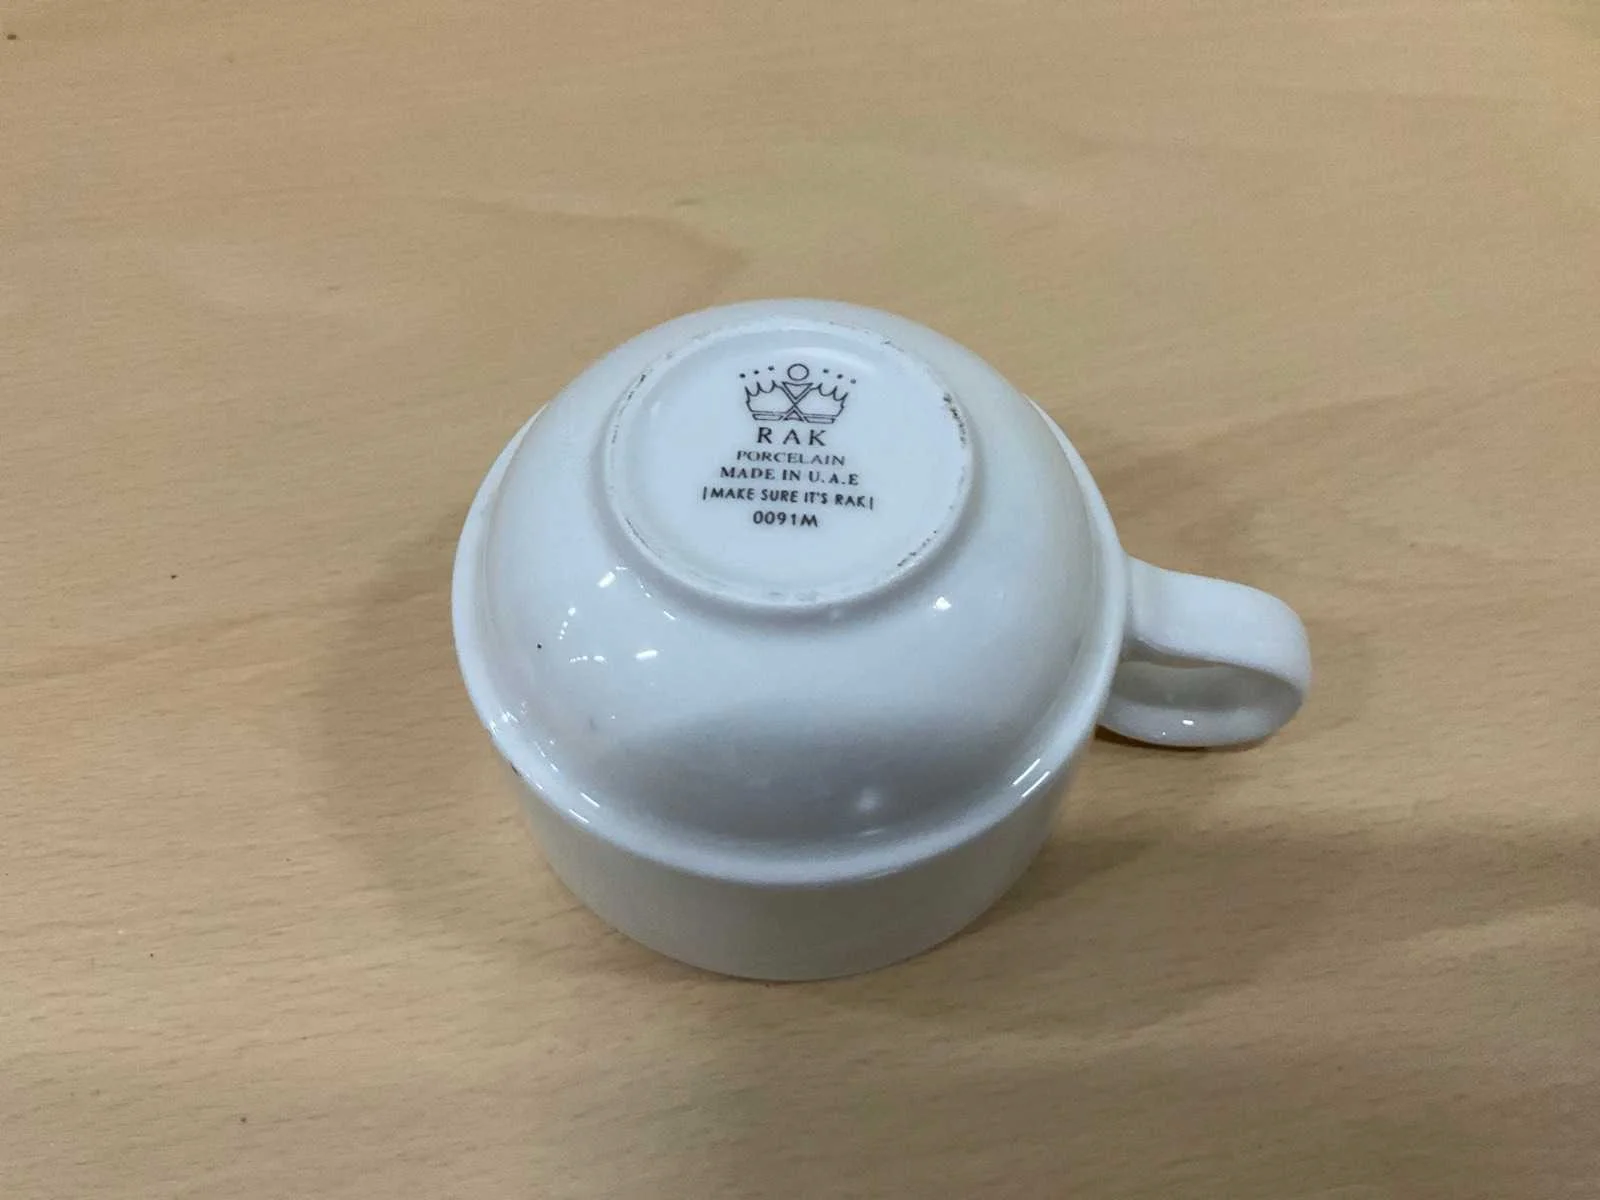 RAK
PORCELAIN
MADE IN U.A.E
|MAKE SURE IT'S RAK|
0091M